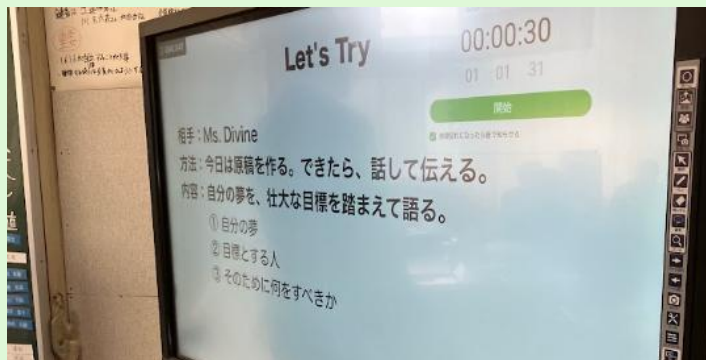 Let's Try
00:00:30
01 01 31
開始
相手：Ms. Divine
方法：今日は原稿を作る。できたら、話して伝える。
内容：自分の夢を、壮大な目標を踏まえて語る。
① 自分の夢
② 目標とする人
③ そのために何をすべきか